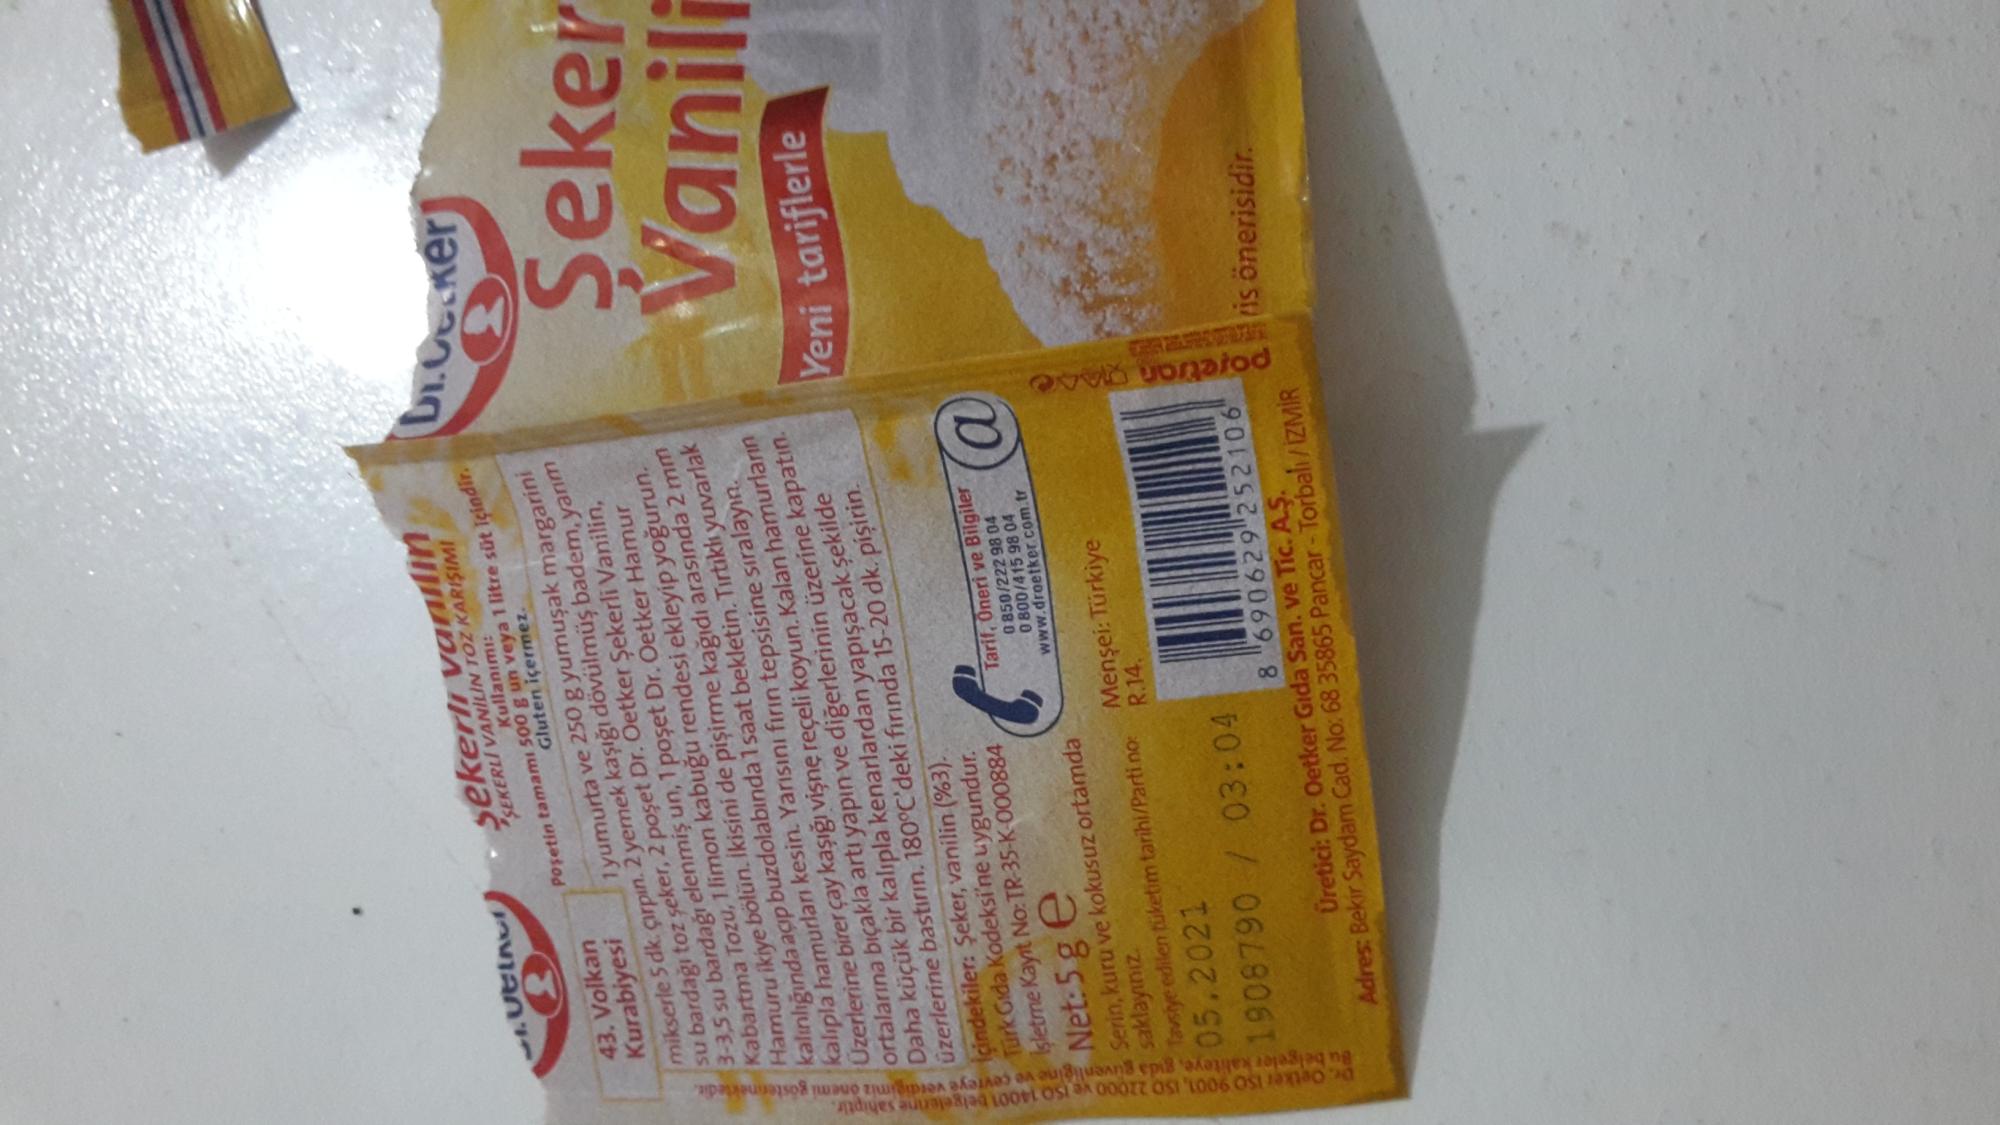 Şekerli Vanilin
ŞEKERLİ VANİLİN TOZ KARIŞIMI
Kullanımı:
Poşetin tamamı 500 g un veya 1 litre süt içindir.
Gluten içermez.
43. Volkan
Kurabiyesi
1 yumurta ve 250 g yumuşak margarini
mikserle 5 dk. çırpın. 2 yemek kaşığı dövülmüş badem, yarım
su bardağı toz şeker, 2 poşet Dr. Oetker Şekerli Vanilin,
3-3,5 su bardağı elenmiş un, 1 poşet Dr. Oetker Hamur
Kabartma Tozu, 1 limon kabuğu rendesi ekleyip yoğurun.
Hamuru ikiye bölün. İkisini de pişirme kağıdı arasında 2 mm
kalınlığında açıp buzdolabında 1 saat bekletin. Tırtıklı yuvarlak
kalıpla hamurları kesin. Yarısını fırın tepsisine sıralayın.
Üzerlerine birer çay kaşığı vişne reçeli koyun. Kalan hamurların
ortalarına bıçakla artı yapın ve diğerlerinin üzerine kapatın.
Daha küçük bir kalıpla kenarlardan yapışacak şekilde
üzerlerine bastırın. 180°C'deki fırında 15-20 dk. pişirin.
İçindekiler: Şeker, vanilin (%3).
Türk Gıda Kodeksi'ne uygundur.
İşletme Kayıt No: TR-35-K-000884
Net: 5 g e
Serin, kuru ve kokusuz ortamda
saklayınız.
Tavsiye edilen tüketim tarihi/Parti no:
05.2021
1908790 / 03:04
Tarif, Öneri ve Bilgiler
0850/222 98 04
0800/415 98 04
www.droetker.com.tr
@
Menşei: Türkiye
R.14.
8 690629 252106
Üretici: Dr. Oetker Gıda San. ve Tic. A.Ş.
Adres: Bekir Saydam Cad. No: 68 35865 Pancar - Torbalı / İZMİR
Dr. Oetker ISO 9001, ISO 22000 ve ISO 14001 belgelerine sahiptir.
Bu belgeler kaliteye, gıda güvenliğine ve çevreye verdiğimiz önemi göstermektedir.
Dr. Oetker
Şeker
Vanili
Yeni tariflerle
vis önerisidir.